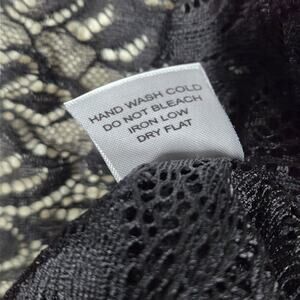 HAND WASH COLD
DO NOT BLEACH
IRON LOW
DRY FLAT